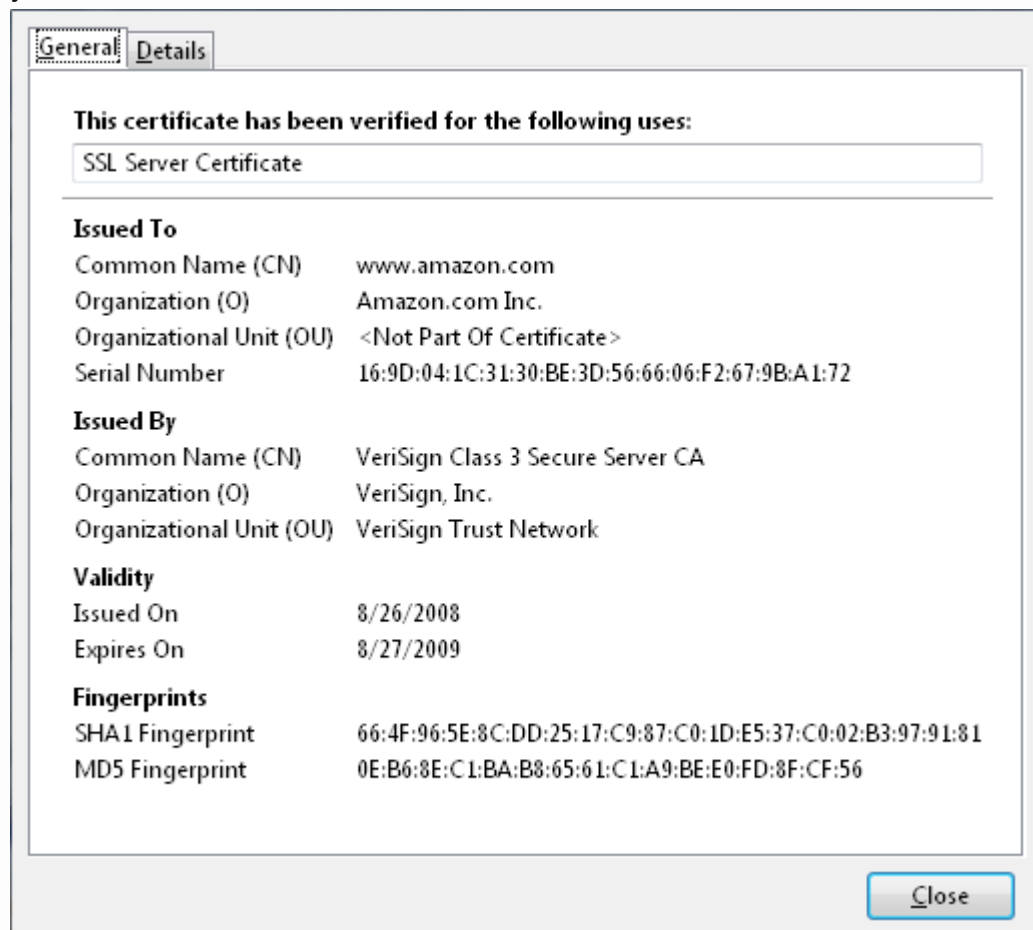 General Details
This certificate has been verified for the following uses:
SSL Server Certificate
Issued To
Common Name (CN) www.amazon.com
Organization (O) Amazon.com Inc.
Organizational Unit (OU) <Not Part Of Certificate>
Serial Number 16:9D:04:1C:31:30:BE:3D:56:66:06:F2:67:9B:A1:72
Issued By
Common Name (CN) VeriSign Class 3 Secure Server CA
Organization (O) VeriSign, Inc.
Organizational Unit (OU) VeriSign Trust Network
Validity
Issued On 8/26/2008
Expires On 8/27/2009
Fingerprints
SHA1 Fingerprint 66:4F:96:5E:8C:DD:25:17:C9:87:C0:1D:E5:37:C0:02:B3:97:91:81
MD5 Fingerprint 0E:B6:8E:C1:BA:B8:65:61:C1:A9:BE:E0:FD:8F:CF:56
Close